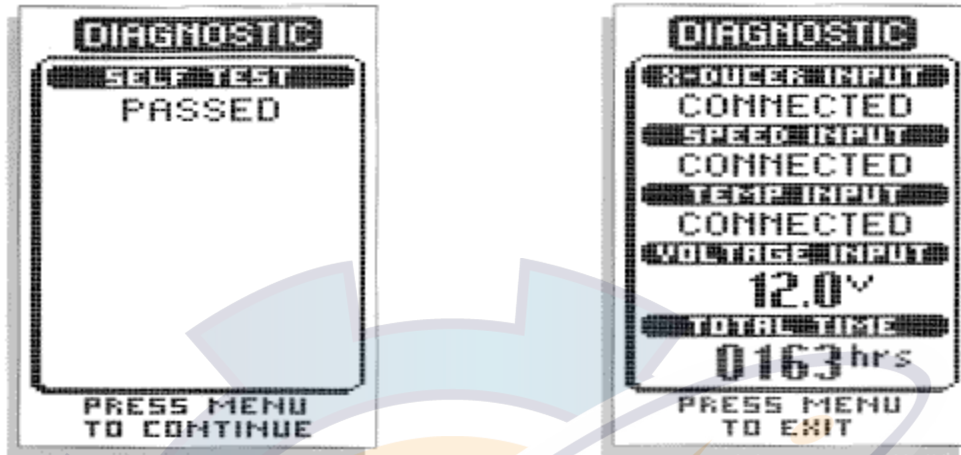 DIAGNOSTIC
SELF TEST
PASSED
PRESS MENU
TO CONTINUE
DIAGNOSTIC
X-DUCER INPUT
CONNECTED
SPEED INPUT
CONNECTED
TEMP INPUT
CONNECTED
VOLTAGE INPUT
12.0V
TOTAL TIME
0163hrs
PRESS MENU
TO EXIT